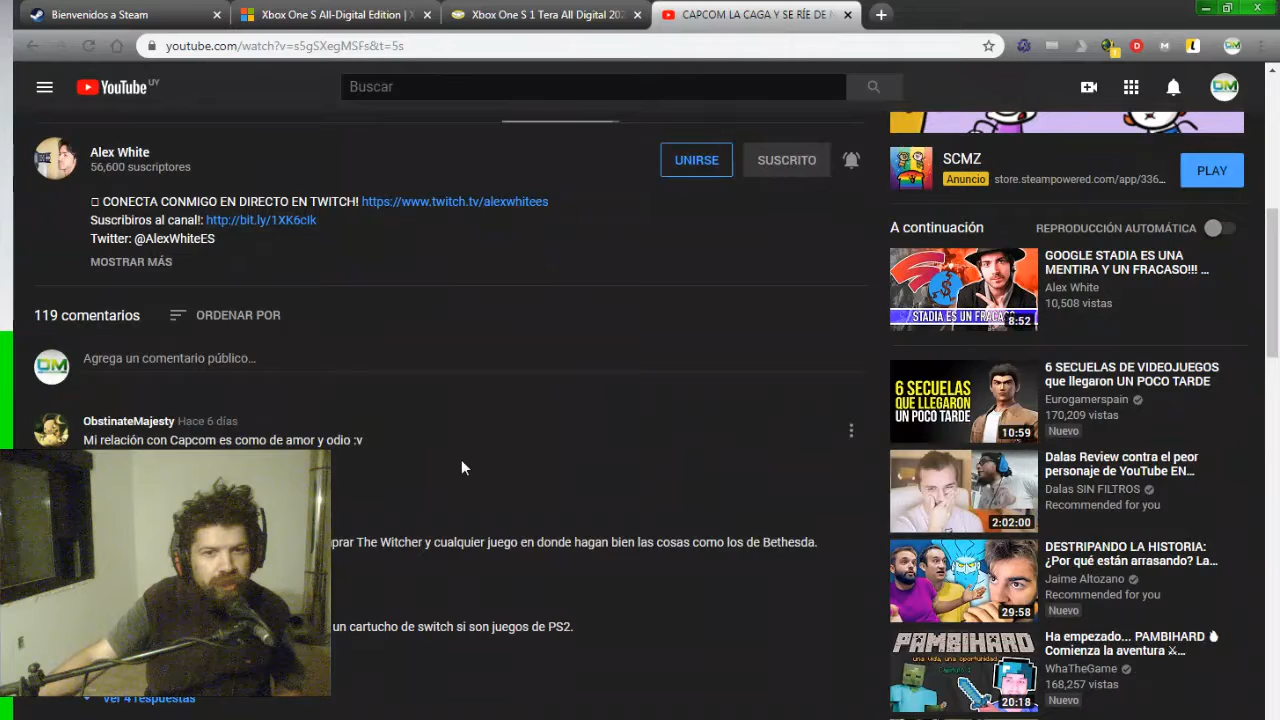 Bienvenidos a Steam
Xbox One S All-Digital Edition | X
Xbox One S 1 Tera All Digital 202
CAPCOM LA CAGA Y SE RÍE DE N
youtube.com/watch?v=s5gSXegMSFs&t=5s
YouTube UY
Buscar
Alex White
56,600 suscriptores
UNIRSE
SUSCRITO
CONECTA CONMIGO EN DIRECTO EN TWITCH! https://www.twitch.tv/alexwhitees
Suscribiros al canal!: http://bit.ly/1XK6cIk
Twitter: @AlexWhiteES
MOSTRAR MÁS
119 comentarios
ORDENAR POR
Agrega un comentario público...
ObstinateMajesty Hace 6 días
Mi relación con Capcom es como de amor y odio :v
prar The Witcher y cualquier juego en donde hagan bien las cosas como los de Bethesda.
un cartucho de switch si son juegos de PS2.
Ver 4 respuestas
SCMZ
Anuncio store.steampowered.com/app/336...
PLAY
A continuación
REPRODUCCIÓN AUTOMÁTICA
STADIA ES UN FRACASO
8:52
GOOGLE STADIA ES UNA
MENTIRA Y UN FRACASO!!! ...
Alex White
10,508 vistas
6 SECUELAS
QUE LLEGARON
UN POCO TARDE
10:59
6 SECUELAS DE VIDEOJUEGOS
que llegaron UN POCO TARDE
Eurogamerspain
170,209 vistas
Nuevo
2:02:00
Dalas Review contra el peor
personaje de YouTube EN...
Dalas SIN FILTROS
Recommended for you
29:58
DESTRIPANDO LA HISTORIA:
¿Por qué están arrasando? La...
Jaime Altozano
Recommended for you
Nuevo
PAMBIHARD
una vida, una oportunidad
20:18
Ha empezado... PAMBIHARD
Comienza la aventura ⚔...
WhaTheGame
168,257 vistas
Nuevo